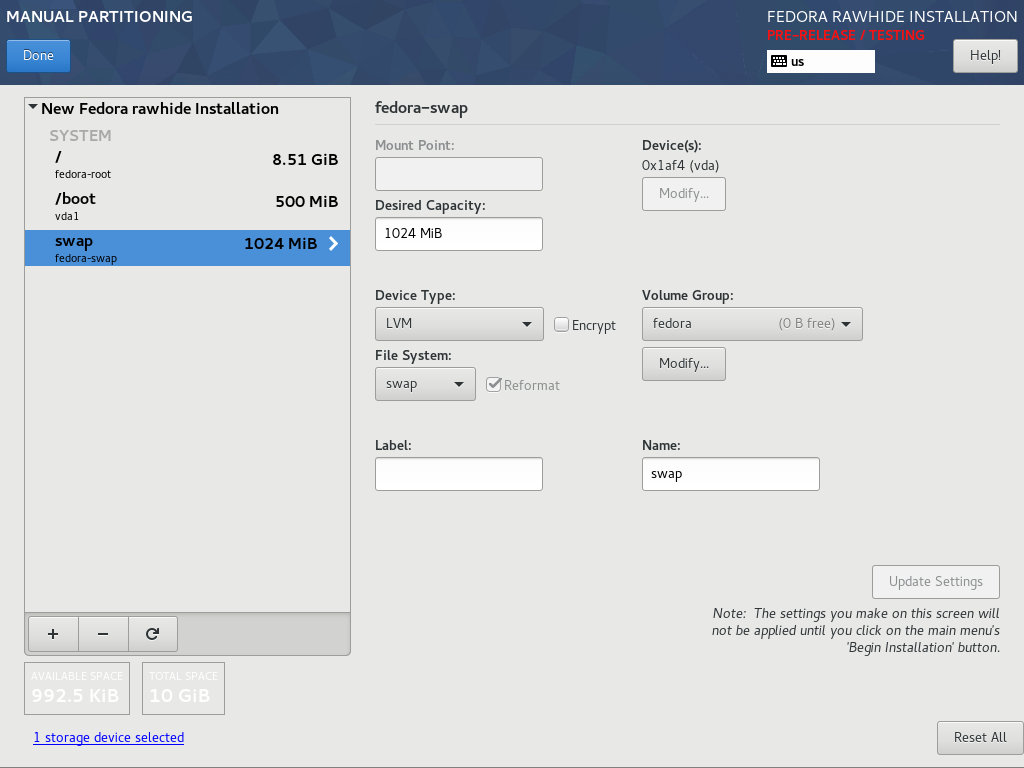 MANUAL PARTITIONING
FEDORA RAWHIDE INSTALLATION
PRE-RELEASE / TESTING
Done
us
Help!
New Fedora rawhide Installation
SYSTEM
/
8.51 GiB
fedora-root
/boot
500 MiB
vda1
swap
1024 MiB
fedora-swap
+
−
992.5 KiB
AVAILABLE SPACE
TOTAL SPACE
10 GiB
1 storage device selected
fedora-swap
Mount Point:
Device(s):
0x1af4 (vda)
Modify...
Desired Capacity:
1024 MiB
Device Type:
Volume Group:
LVM
Encrypt
fedora (0 B free)
File System:
Modify...
swap
Reformat
Label:
Name:
swap
Update Settings
Note: The settings you make on this screen will
not be applied until you click on the main menu's
'Begin Installation' button.
Reset All